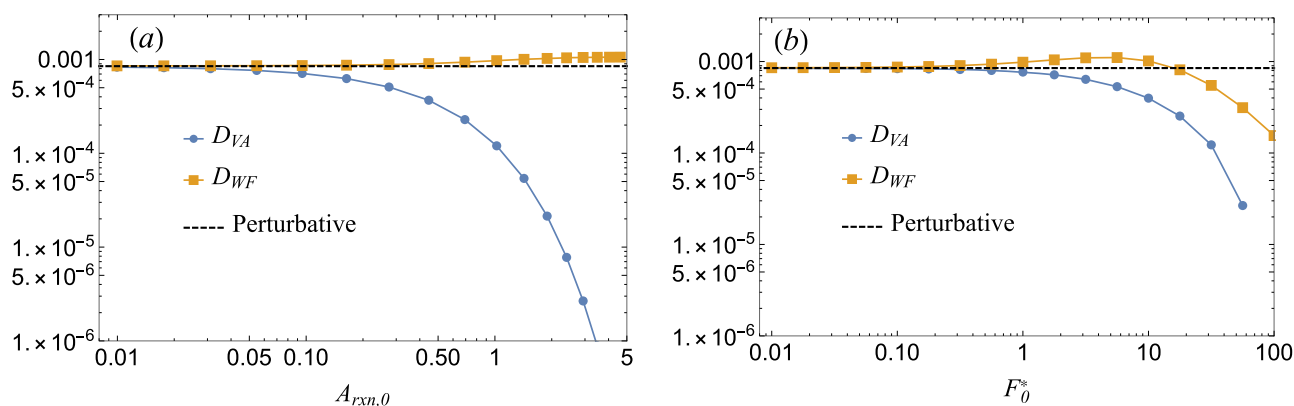 (a)
0.001
5.×10⁻⁴
1.×10⁻⁴
5.×10⁻⁵
1.×10⁻⁵
5.×10⁻⁶
1.×10⁻⁶
D_VA
D_WF
Perturbative
0.01 0.05 0.10 0.50 1 5
A_rxn,0
(b)
0.001
5.×10⁻⁴
1.×10⁻⁴
5.×10⁻⁵
1.×10⁻⁵
5.×10⁻⁶
1.×10⁻⁶
D_VA
D_WF
Perturbative
0.01 0.10 1 10 100
F₀*